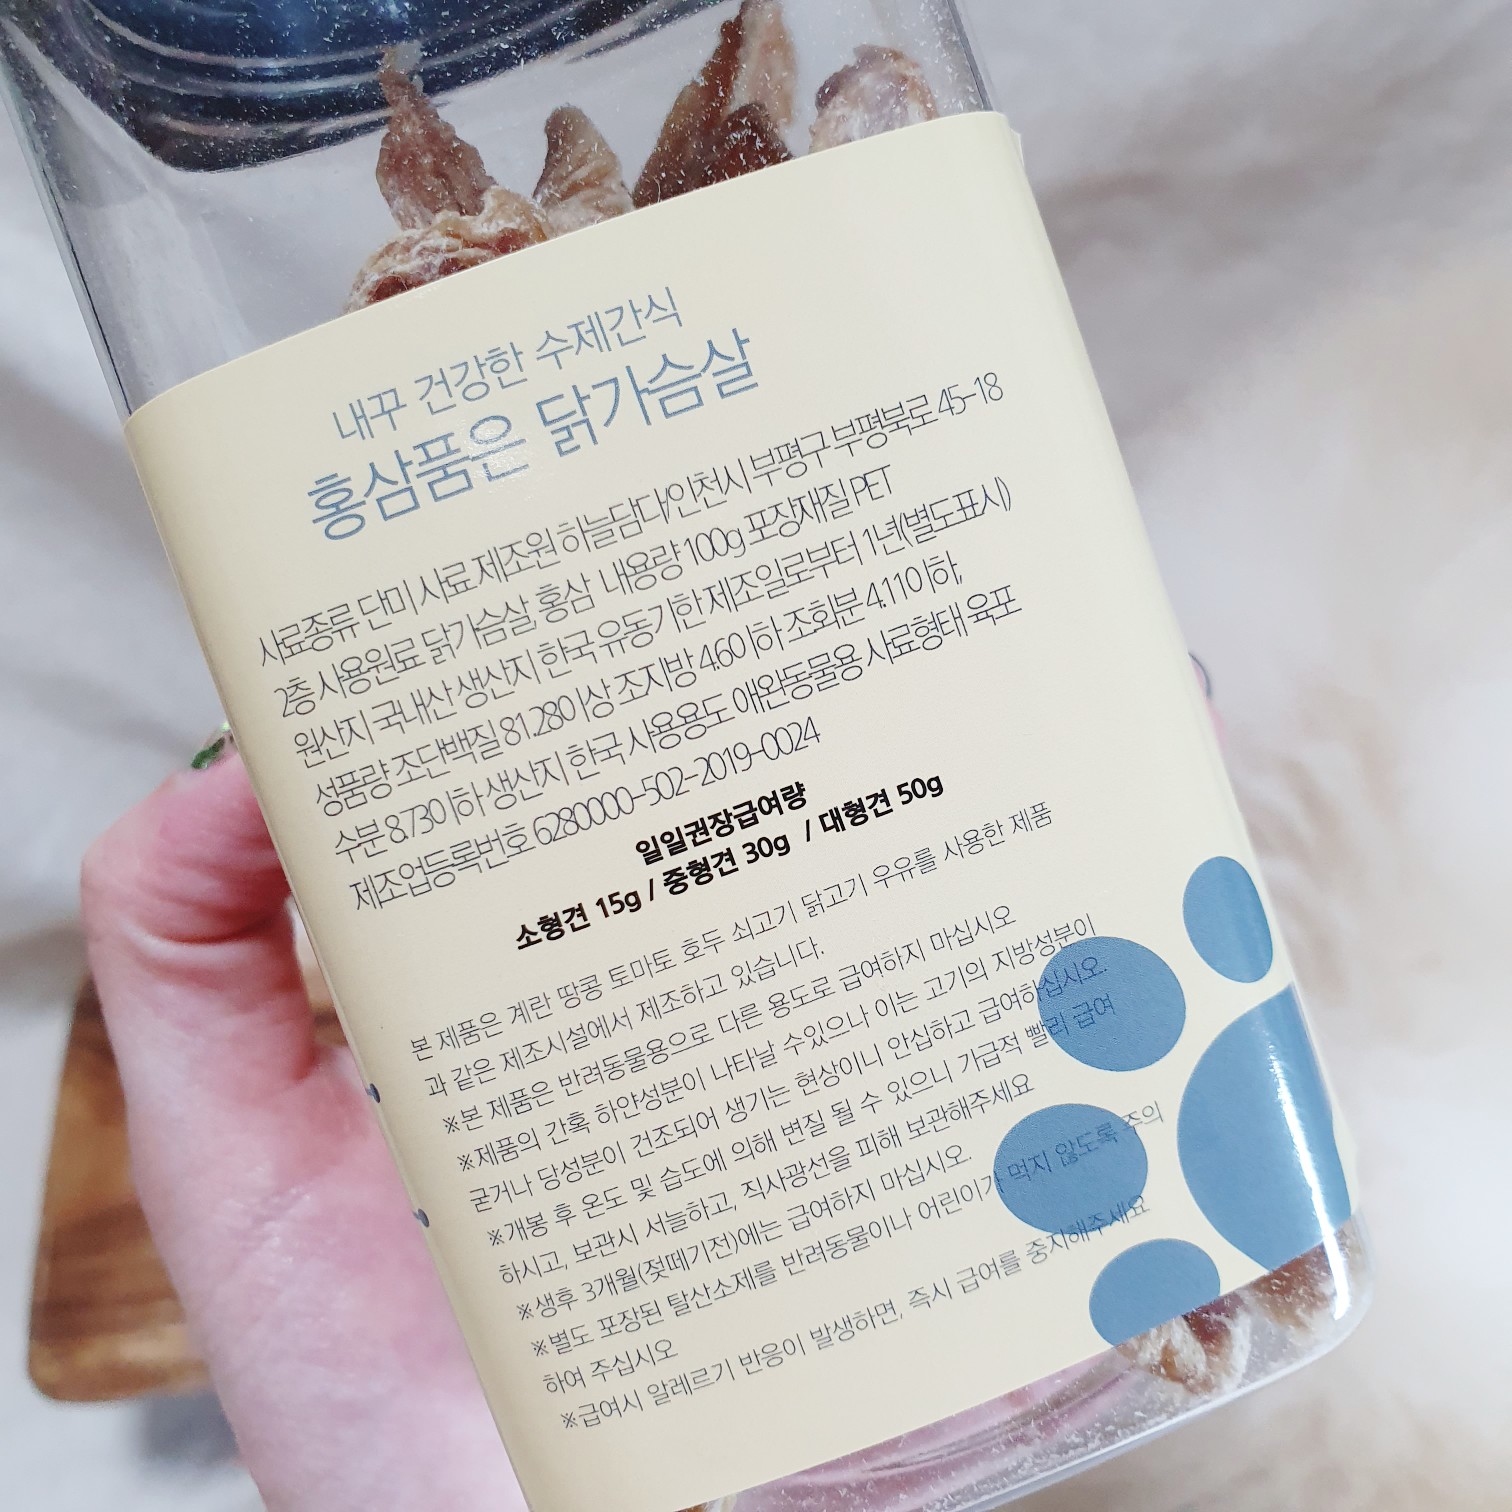 내꾸 건강한 수제간식
홍삼품은 닭가슴살
사료종류 단미 사료 제조원 하늘담다/인천시 부평구 부평북로 45-18
2층 사용원료 닭가슴살, 홍삼 내용량 100g 포장재질 PET
원산지 국내산 생산지 한국 유동기한 제조일로부터 1년(별도표시)
성품량 조단백질 81.280이상 조지방 4.60이하 조회분 4.110이하,
수분 8.730이하 생산지 한국 사용용도 애완동물용 사료형태 육포
제조업등록번호 6280000-502-2019-0024
일일권장급여량
소형견 15g / 중형견 30g / 대형견 50g
본 제품은 계란 땅콩 토마토 호두 쇠고기 닭고기 우유를 사용한 제품
과 같은 제조시설에서 제조하고 있습니다.
※본 제품은 반려동물용으로 다른 용도로 급여하지 마십시오
※제품의 간혹 하얀성분이 나타날 수있으나 이는 고기의 지방성분이
굳거나 당성분이 건조되어 생기는 현상이니 안심하고 급여하십시오.
※개봉 후 온도 및 습도에 의해 변질 될 수 있으니 가급적 빨리 급여
하시고, 보관시 서늘하고, 직사광선을 피해 보관해주세요
※생후 3개월(젖떼기전)에는 급여하지 마십시오.
※별도 포장된 탈산소제를 반려동물이나 어린이가 먹지 않도록 주의
하여 주십시오
※급여시 알레르기 반응이 발생하면, 즉시 급여를 중지해주세요